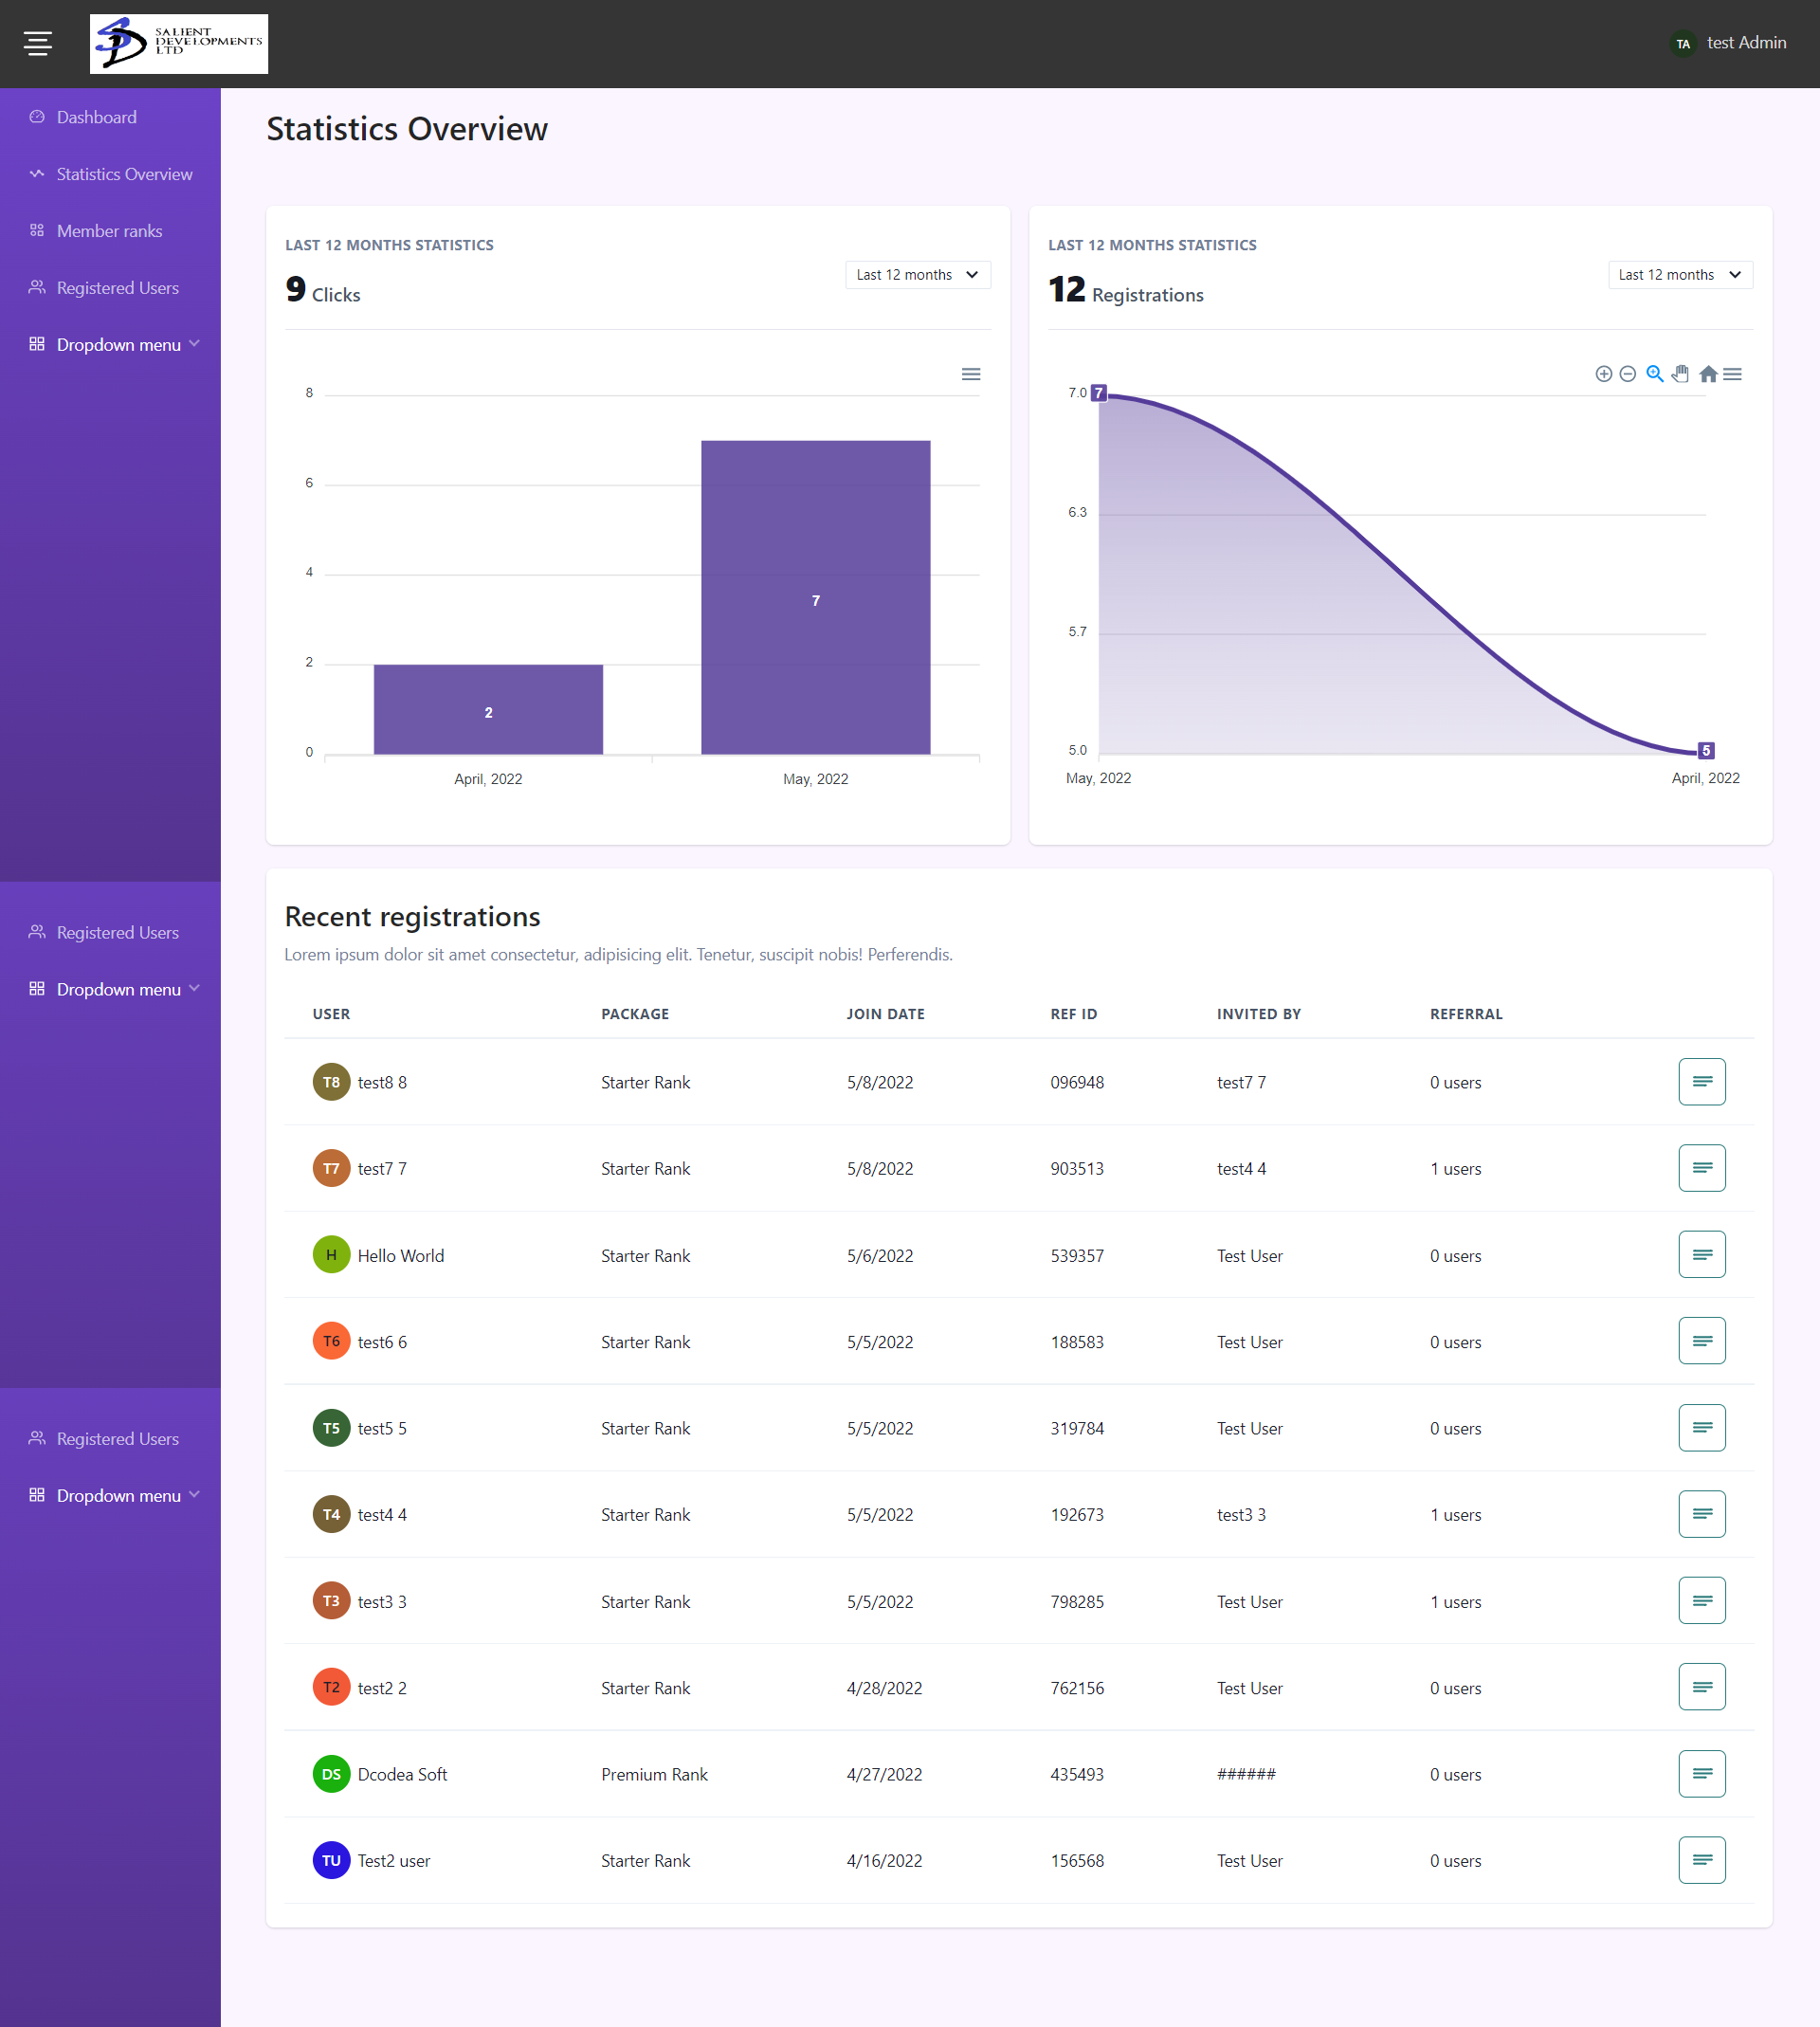 SALIENT
DEVELOPMENTS
LTD
TA test Admin
Dashboard
Statistics Overview
Member ranks
Registered Users
Dropdown menu
Registered Users
Dropdown menu
Registered Users
Dropdown menu
Statistics Overview
LAST 12 MONTHS STATISTICS
9 Clicks
Last 12 months
8
6
4
2
0
2
7
April, 2022 May, 2022
LAST 12 MONTHS STATISTICS
12 Registrations
Last 12 months
7.0
6.3
5.7
5.0
7
5
May, 2022 April, 2022
Recent registrations
Lorem ipsum dolor sit amet consectetur, adipisicing elit. Tenetur, suscipit nobis! Perferendis.
USER PACKAGE JOIN DATE REF ID INVITED BY REFERRAL
T8 test8 8 Starter Rank 5/8/2022 096948 test7 7 0 users
T7 test7 7 Starter Rank 5/8/2022 903513 test4 4 1 users
H Hello World Starter Rank 5/6/2022 539357 Test User 0 users
T6 test6 6 Starter Rank 5/5/2022 188583 Test User 0 users
T5 test5 5 Starter Rank 5/5/2022 319784 Test User 0 users
T4 test4 4 Starter Rank 5/5/2022 192673 test3 3 1 users
T3 test3 3 Starter Rank 5/5/2022 798285 Test User 1 users
T2 test2 2 Starter Rank 4/28/2022 762156 Test User 0 users
DS Dcodea Soft Premium Rank 4/27/2022 435493 ###### 0 users
TU Test2 user Starter Rank 4/16/2022 156568 Test User 0 users